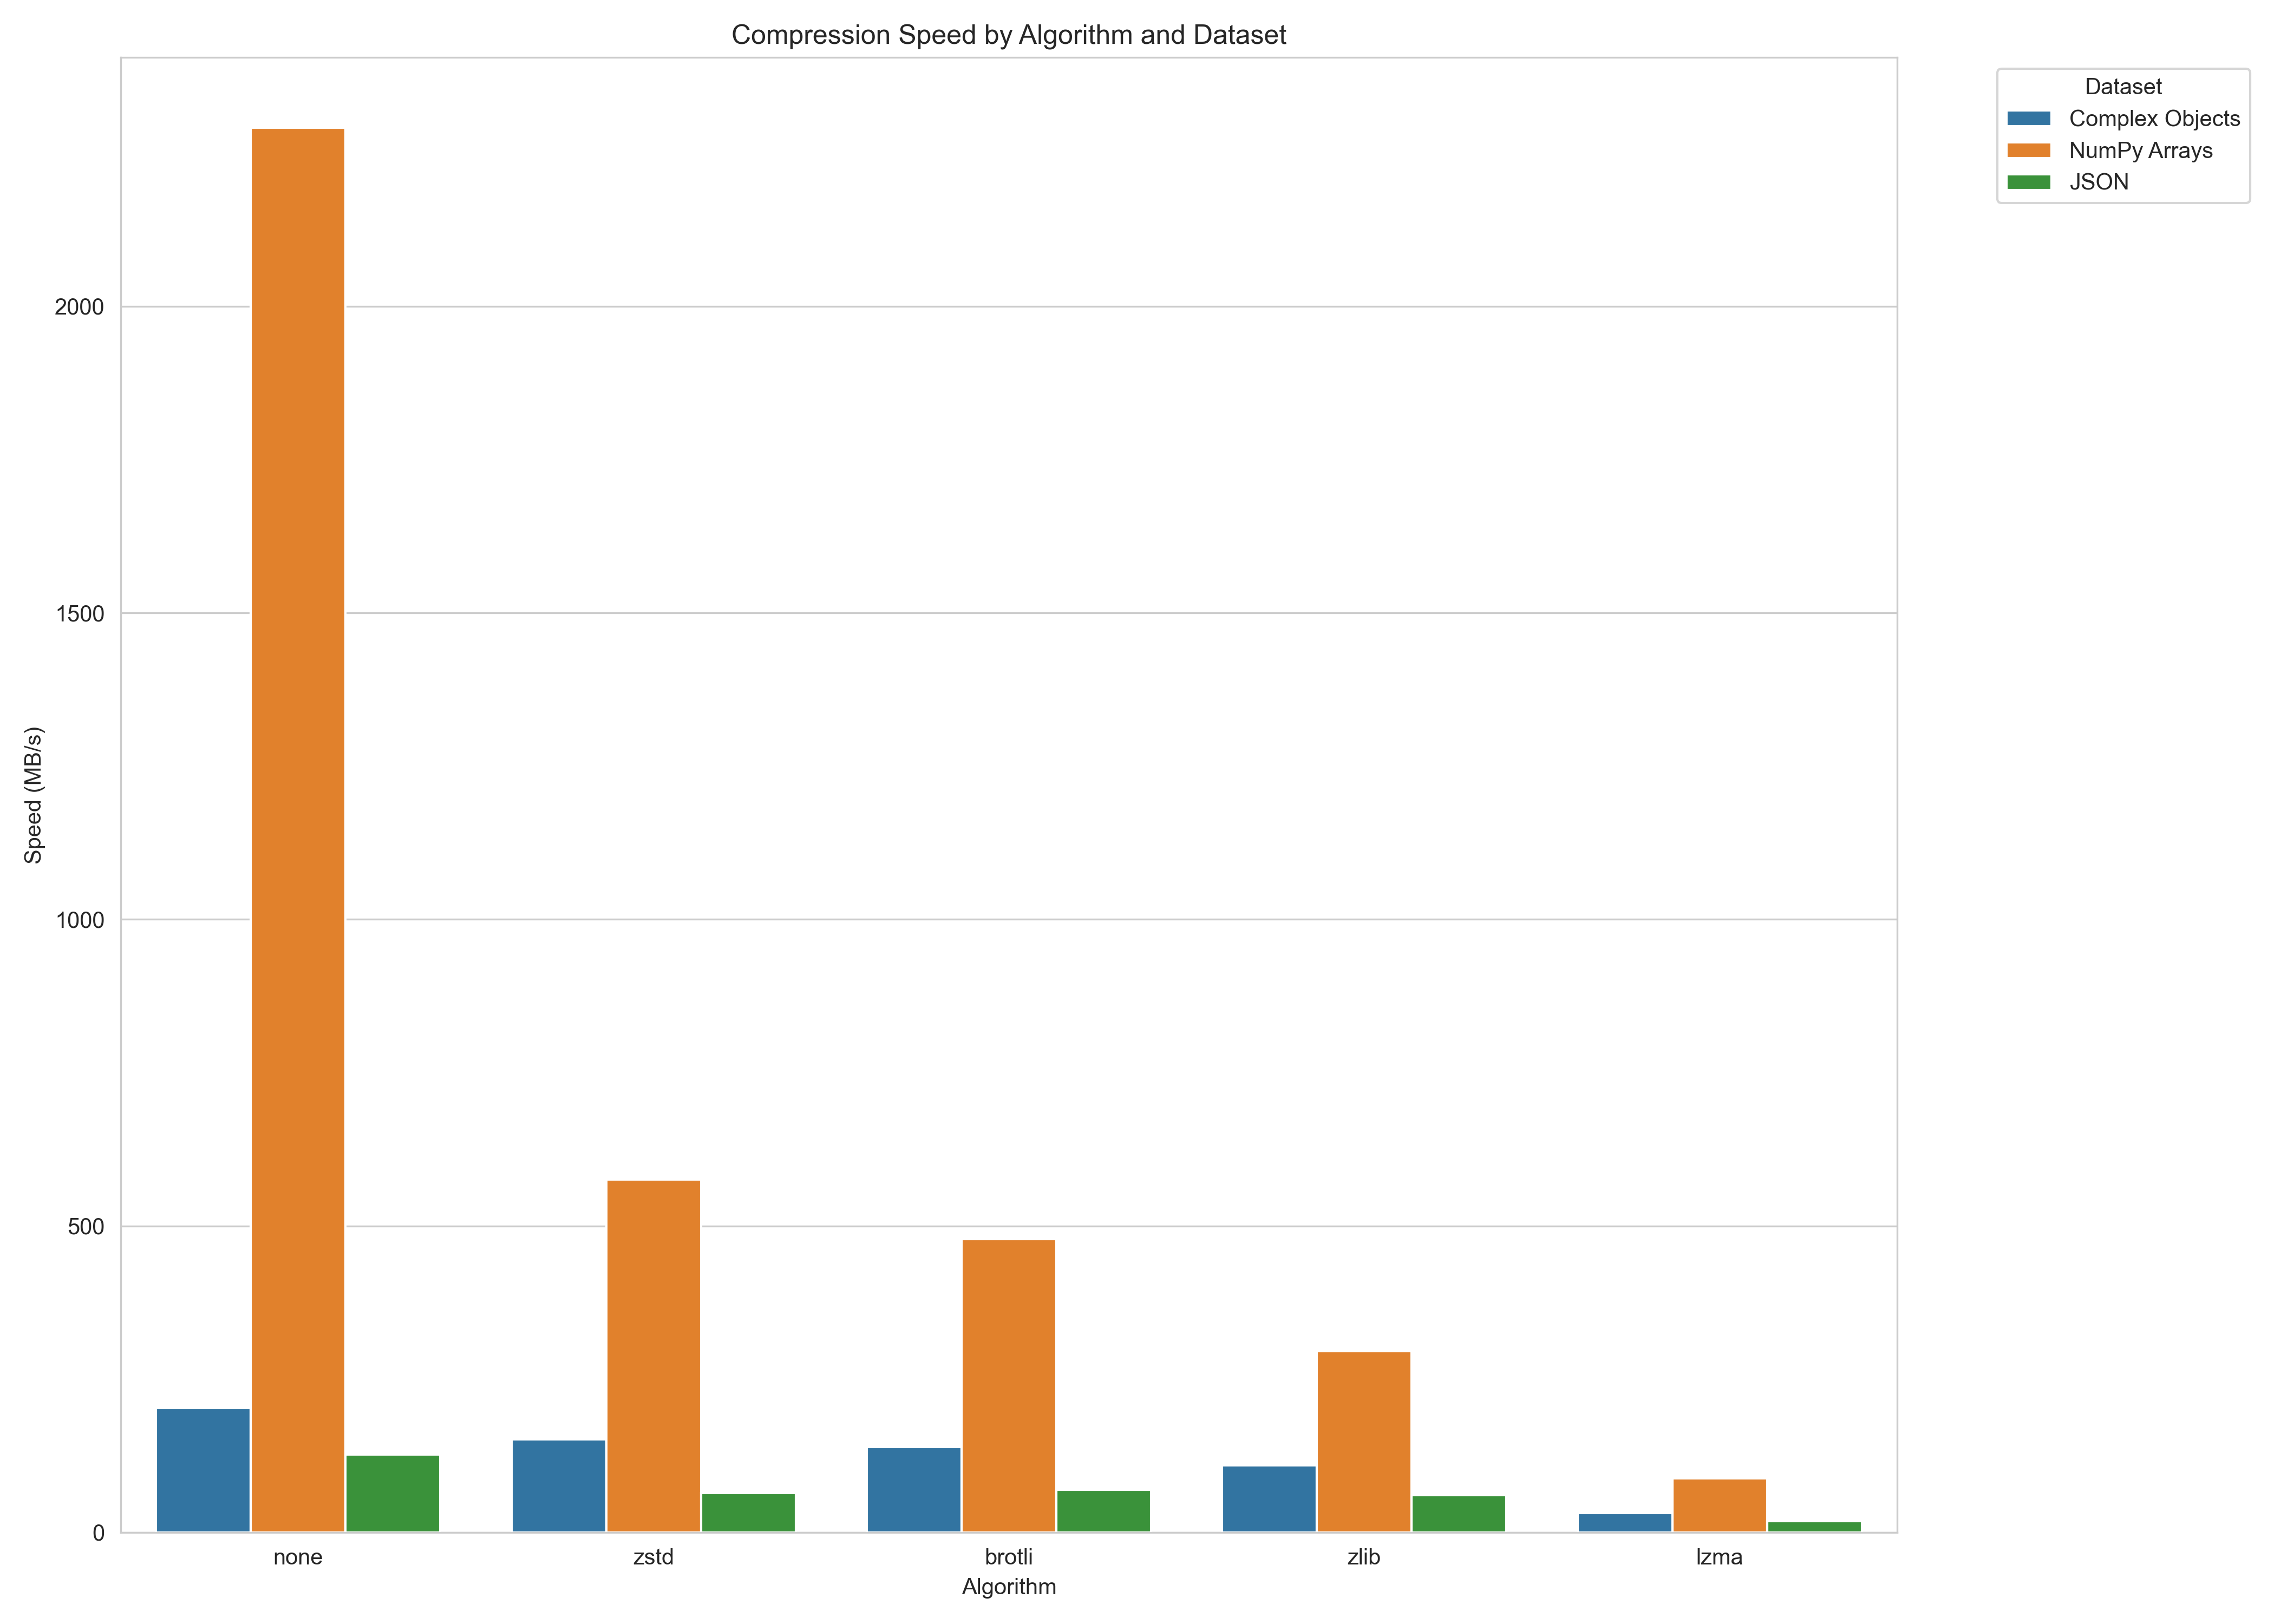 Compression Speed by Algorithm and Dataset
Dataset
Complex Objects
NumPy Arrays
JSON
Speed (MB/s)
2000
1500
1000
500
0
none
zstd
brotli
zlib
lzma
Algorithm